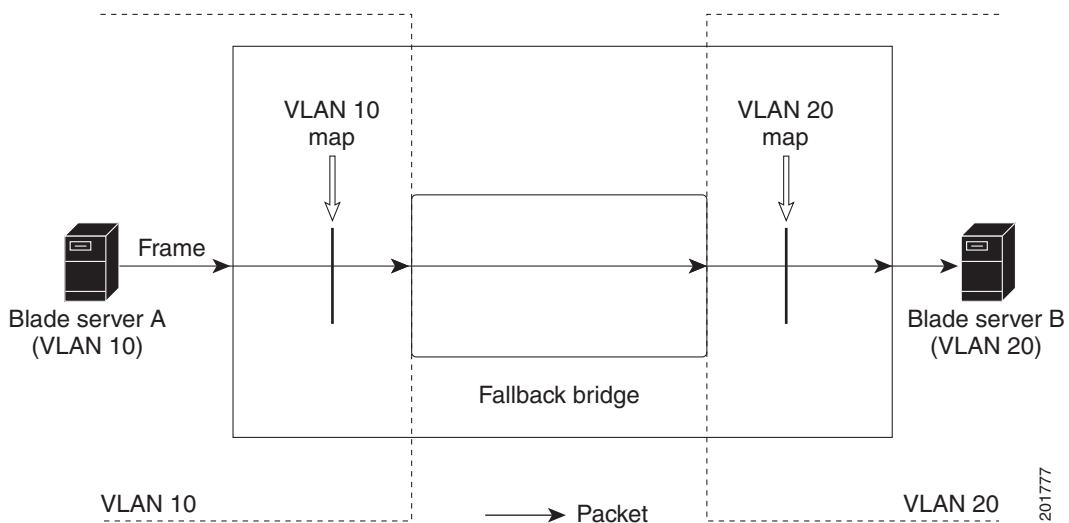 VLAN 10
map
VLAN 20
map
Frame
Blade server A
(VLAN 10)
Blade server B
(VLAN 20)
Fallback bridge
VLAN 10
Packet
VLAN 20
201777